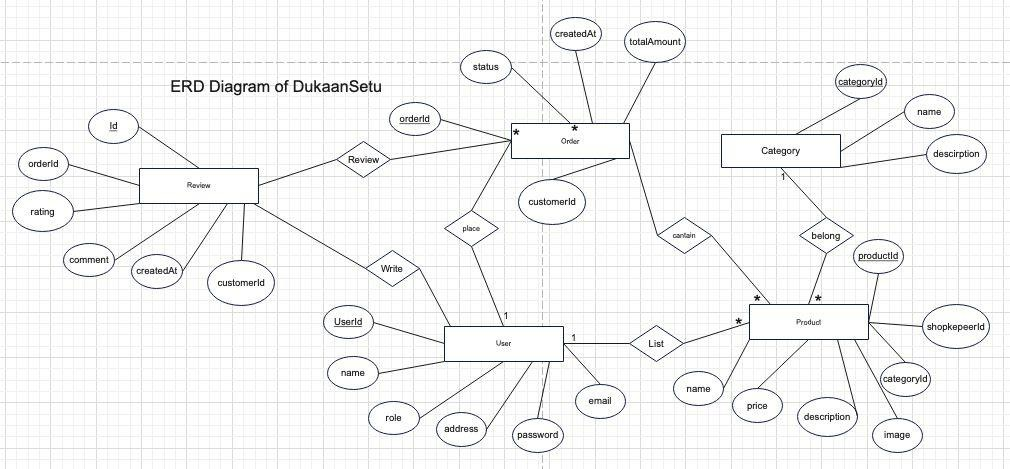 createdAt
totalAmount
status
ERD Diagram of DukaanSetu
categoryId
name
orderId
Id
*
*
Order
Category
descirption
orderId
Review
Review
1
customerId
rating
place
cantain
belong
comment
createdAt
customerId
Write
productId
*
*
UserId
1
*
Product
shopkepeerId
User
1
List
name
categoryId
name
role
address
password
email
price
description
image